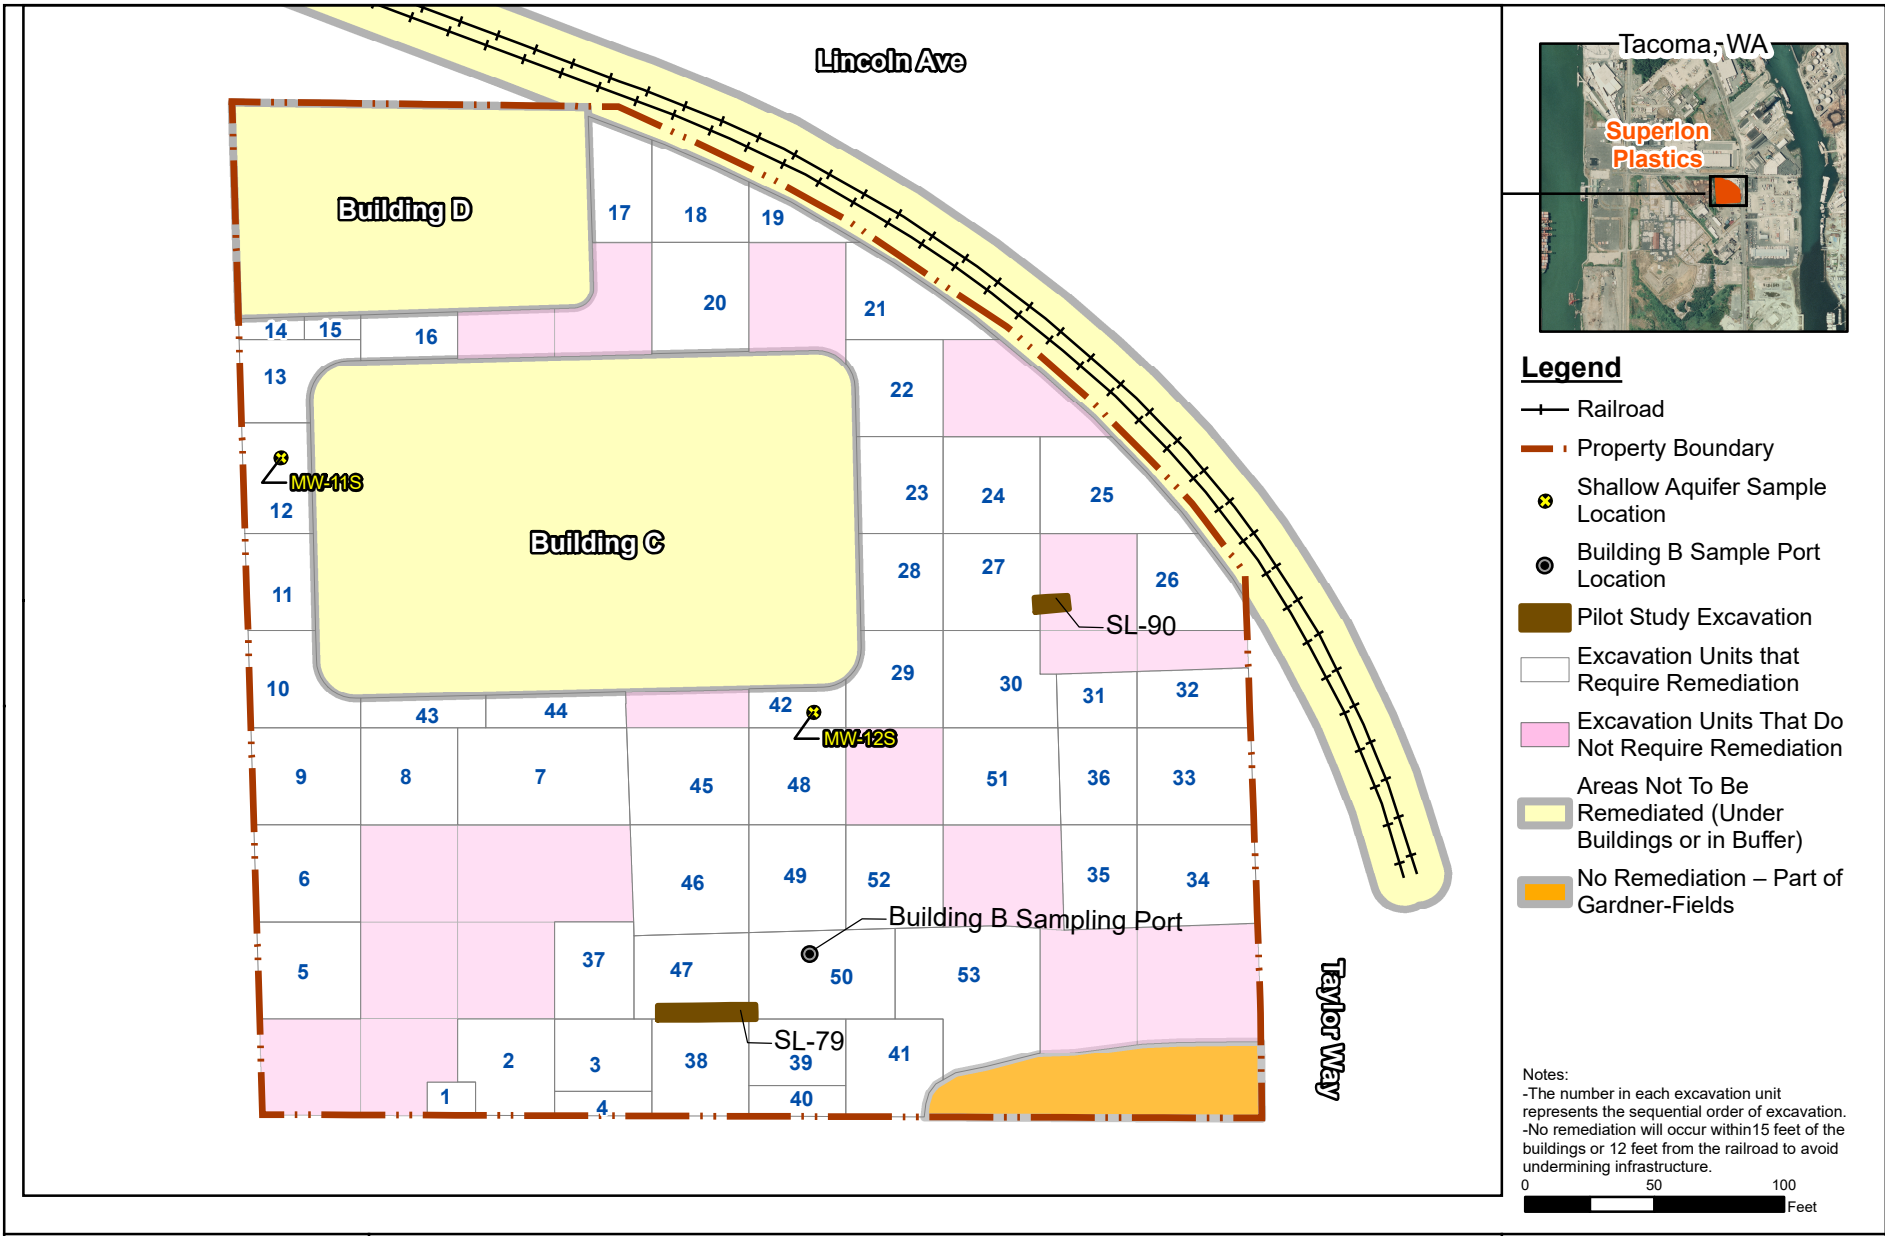 Lincoln Ave
Building D
17
18
19
20
21
14
15
16
13
22
MW-11S
12
23
24
25
Building C
11
28
27
26
SL-90
10
29
30
31
32
43
44
42
MW-12S
9
8
7
45
48
51
36
33
6
46
49
52
35
34
Building B Sampling Port
5
37
47
50
53
Taylor Way
SL-79
2
3
38
39
41
1
4
40
Tacoma, WA
Superlon
Plastics
Legend
Railroad
Property Boundary
Shallow Aquifer Sample
Location
Building B Sample Port
Location
Pilot Study Excavation
Excavation Units that
Require Remediation
Excavation Units That Do
Not Require Remediation
Areas Not To Be
Remediated (Under
Buildings or in Buffer)
No Remediation – Part of
Gardner-Fields
Notes:
-The number in each excavation unit
represents the sequential order of excavation.
-No remediation will occur within15 feet of the
buildings or 12 feet from the railroad to avoid
undermining infrastructure.
0 50 100
Feet